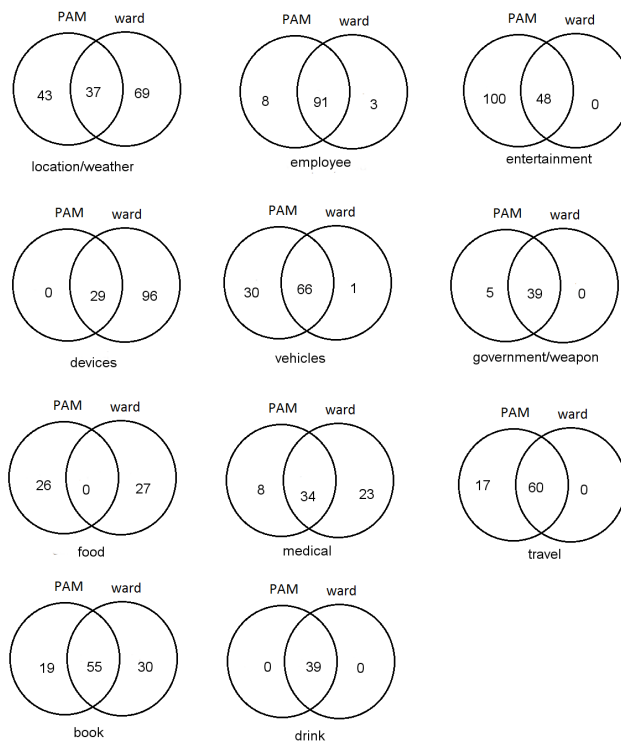 PAM ward PAM ward PAM ward
43 37 69 8 91 3 100 48 0
location/weather employee entertainment
PAM ward PAM ward PAM ward
0 29 96 30 66 1 5 39 0
devices vehicles government/weapon
PAM ward PAM ward PAM ward
26 0 27 8 34 23 17 60 0
food medical travel
PAM ward PAM ward
19 55 30 0 39 0
book drink